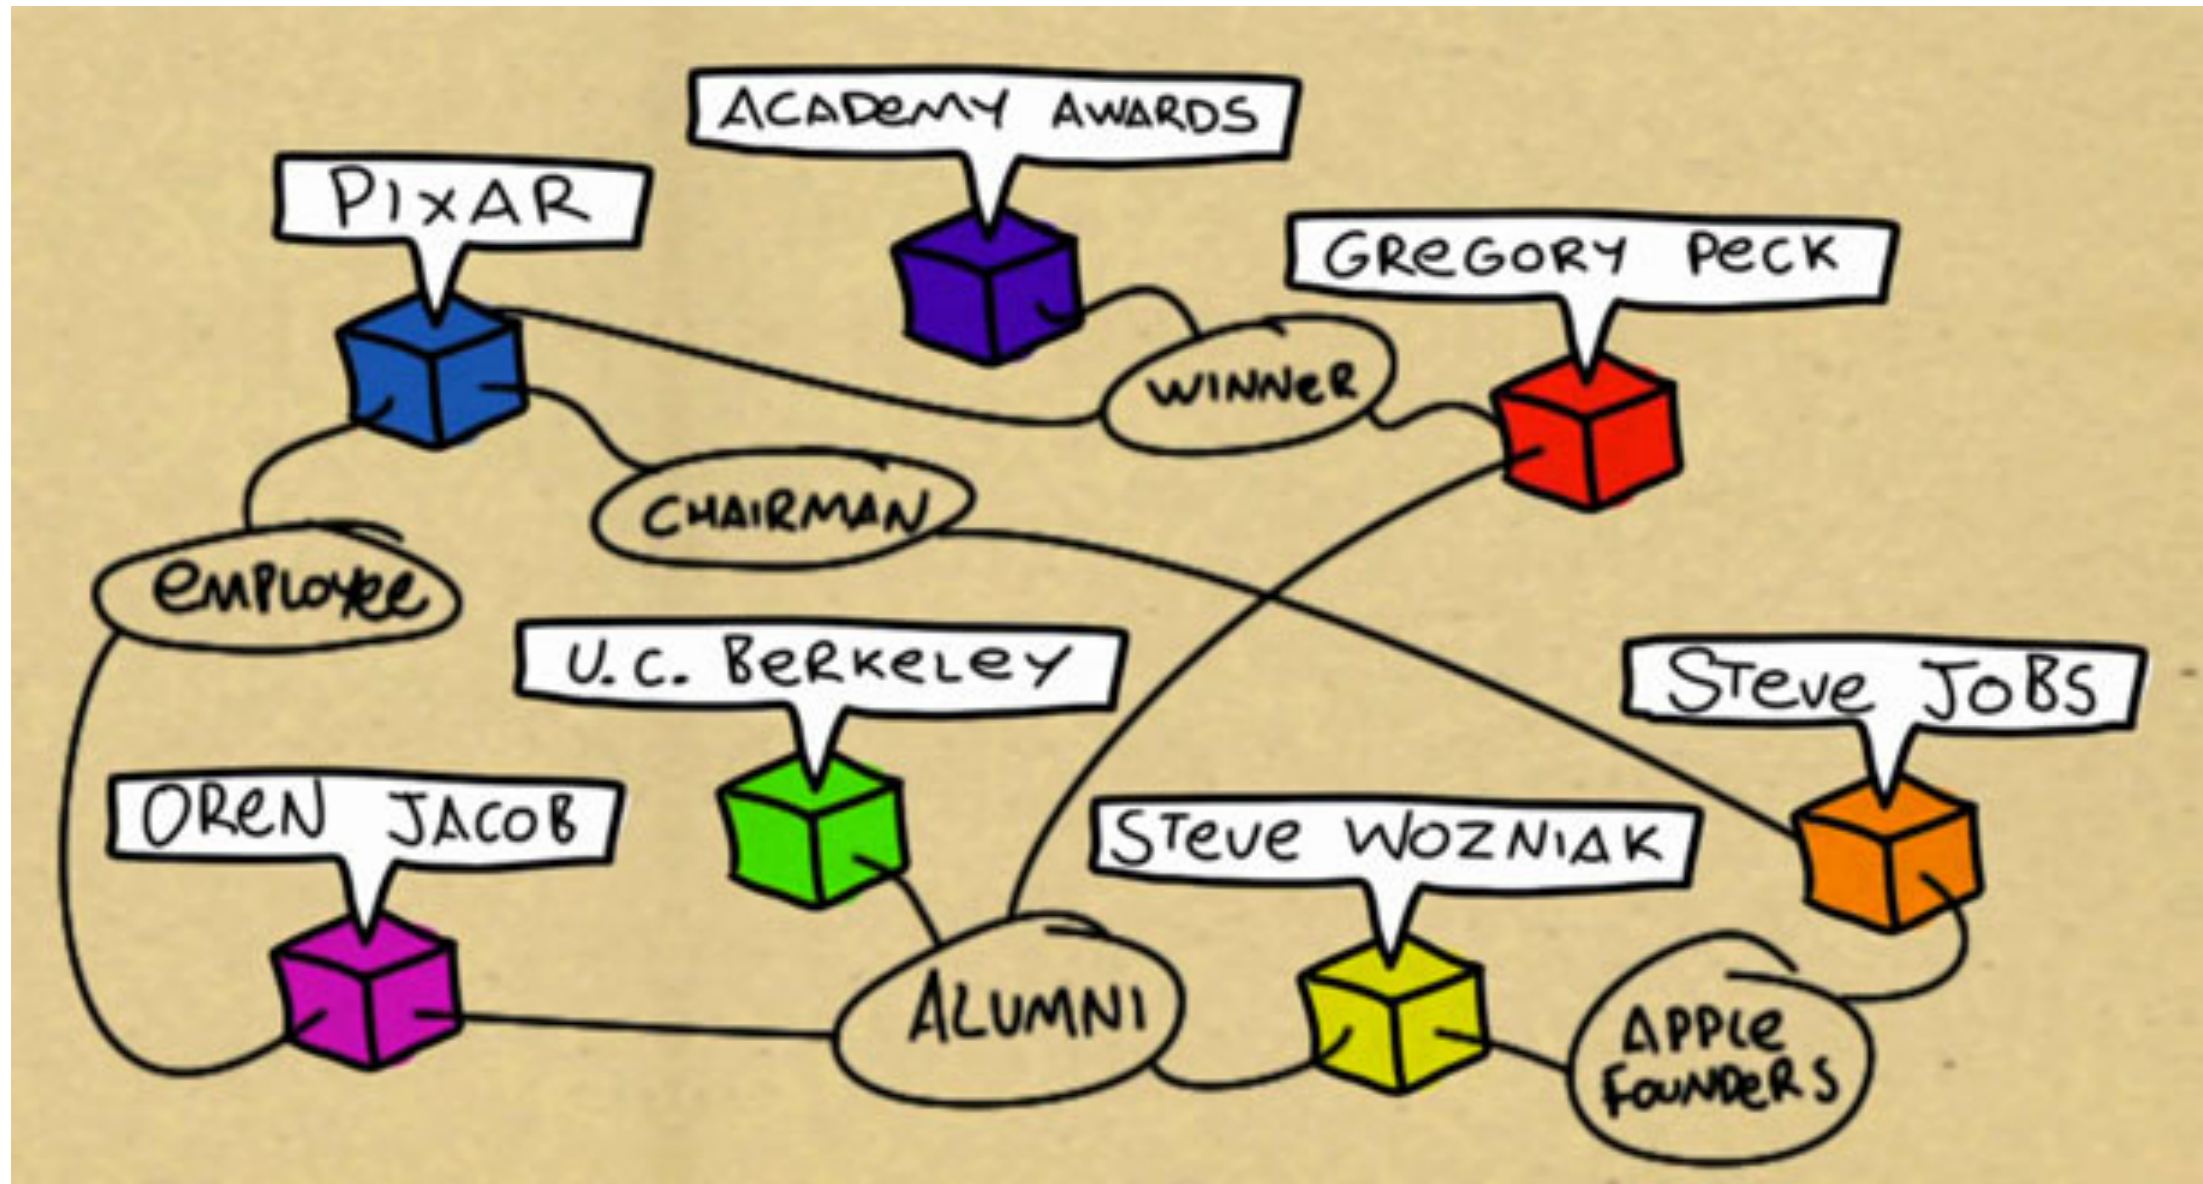 ACADEMY AWARDS
PIXAR
GREGORY PECK
WINNER
CHAIRMAN
EMPLOYEE
U.C. BERKELEY
STEVE JOBS
OREN JACOB
STEVE WOZNIAK
ALUMNI
APPLE
FOUNDERS